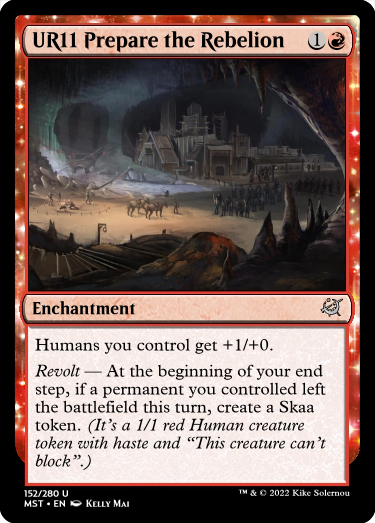 UR11 Prepare the Rebelion 1
Enchantment
Humans you control get +1/+0.
Revolt — At the beginning of your end
step, if a permanent you controlled left
the battlefield this turn, create a Skaa
token. (It's a 1/1 red Human creature
token with haste and “This creature can't
block”.)
152/280 U
MST • EN Kelly Mai
™ & © 2022 Kike Solernou